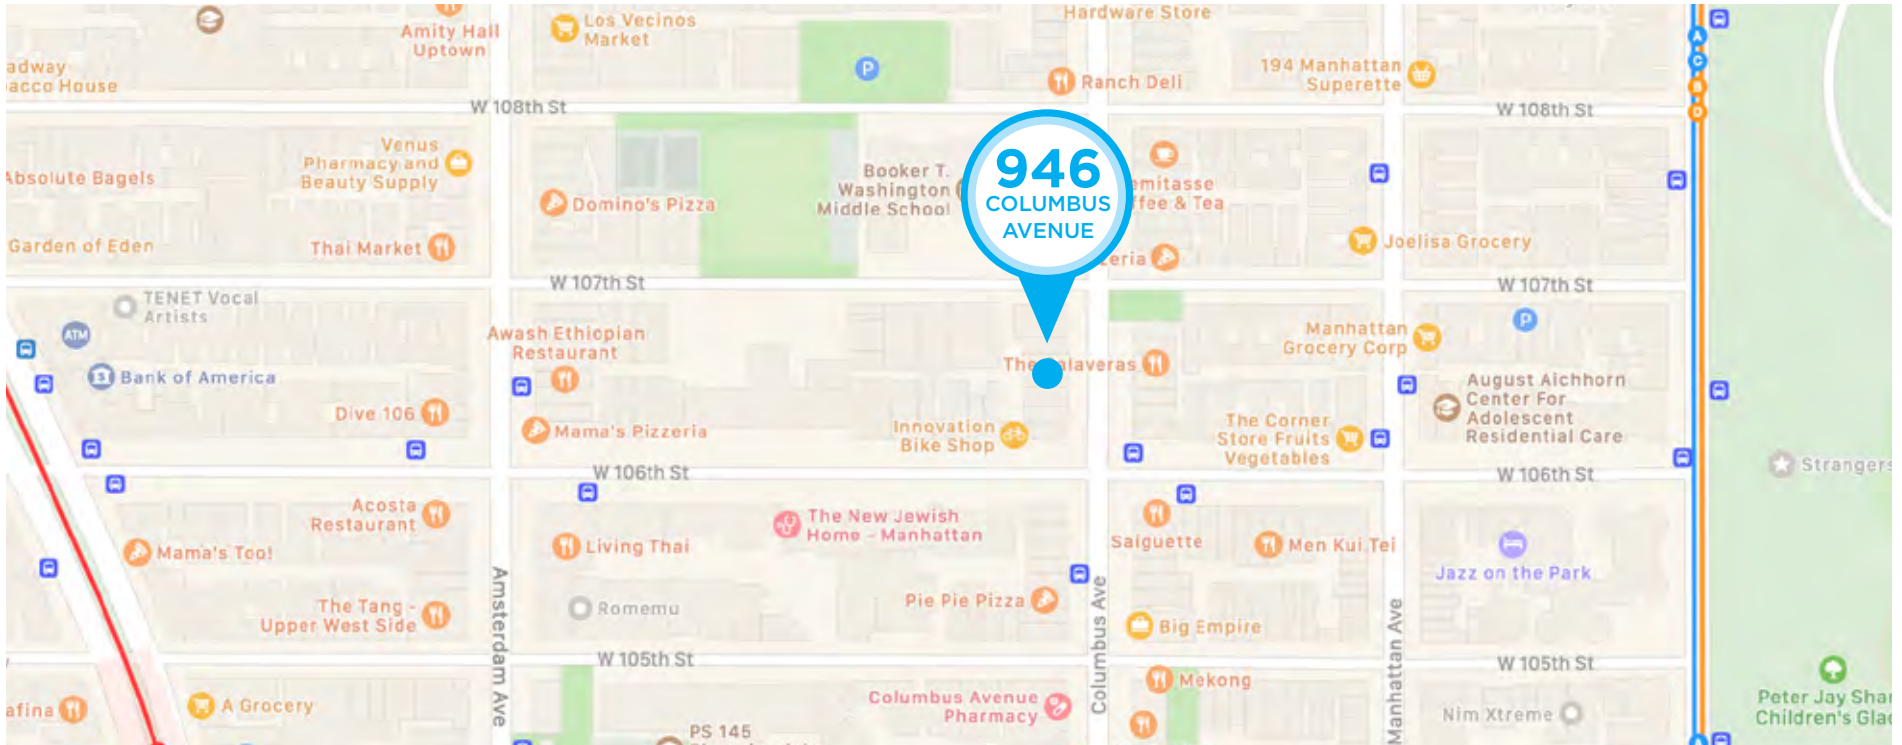 Los Vecinos
Market
Hardware Store
Amity Hall
Uptown
adway
acco House
P
Ranch Deli
194 Manhattan
Superette
A
C
B
D
W 108th St
W 108th St
Venus
Pharmacy and
Beauty Supply
Absolute Bagels
Domino's Pizza
Booker T.
Washington
Middle School
946
COLUMBUS
AVENUE
emitasse
ffee & Tea
Garden of Eden
Thai Market
zeria
Joelisa Grocery
W 107th St
W 107th St
TENET Vocal
Artists
ATM
Bank of America
Awash Ethiopian
Restaurant
The
alaveras
Manhattan
Grocery Corp
P
August Aichhorn
Center For
Adolescent
Residential Care
Dive 106
Mama's Pizzeria
Innovation
Bike Shop
The Corner
Store Fruits
Vegetables
W 106th St
W 106th St
Strangers
Acosta
Restaurant
Mama's Too!
Living Thai
The New Jewish
Home - Manhattan
Saiguette
Men Kui Tei
Jazz on the Park
The Tang -
Upper West Side
Amsterdam Ave
Romemu
Pie Pie Pizza
Columbus Ave
Big Empire
Manhattan Ave
W 105th St
W 105th St
afina
A Grocery
Columbus Avenue
Pharmacy
Mekong
Nim Xtreme
Peter Jay Shar
Children's Glad
PS 145
A